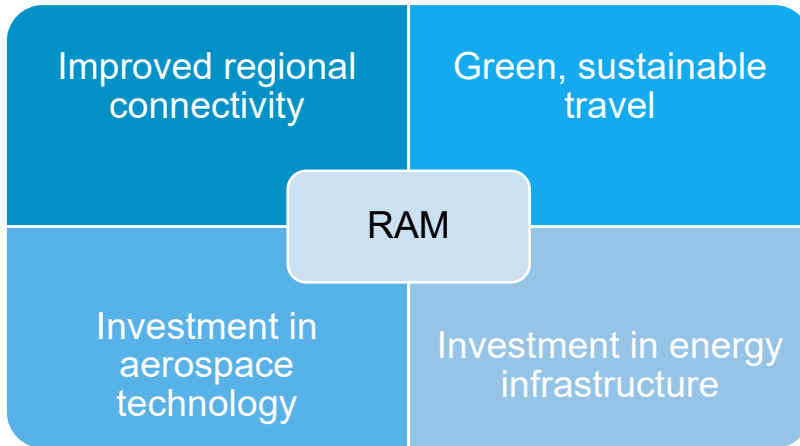 Improved regional
connectivity
Green, sustainable
travel
RAM
Investment in
aerospace
technology
Investment in energy
infrastructure